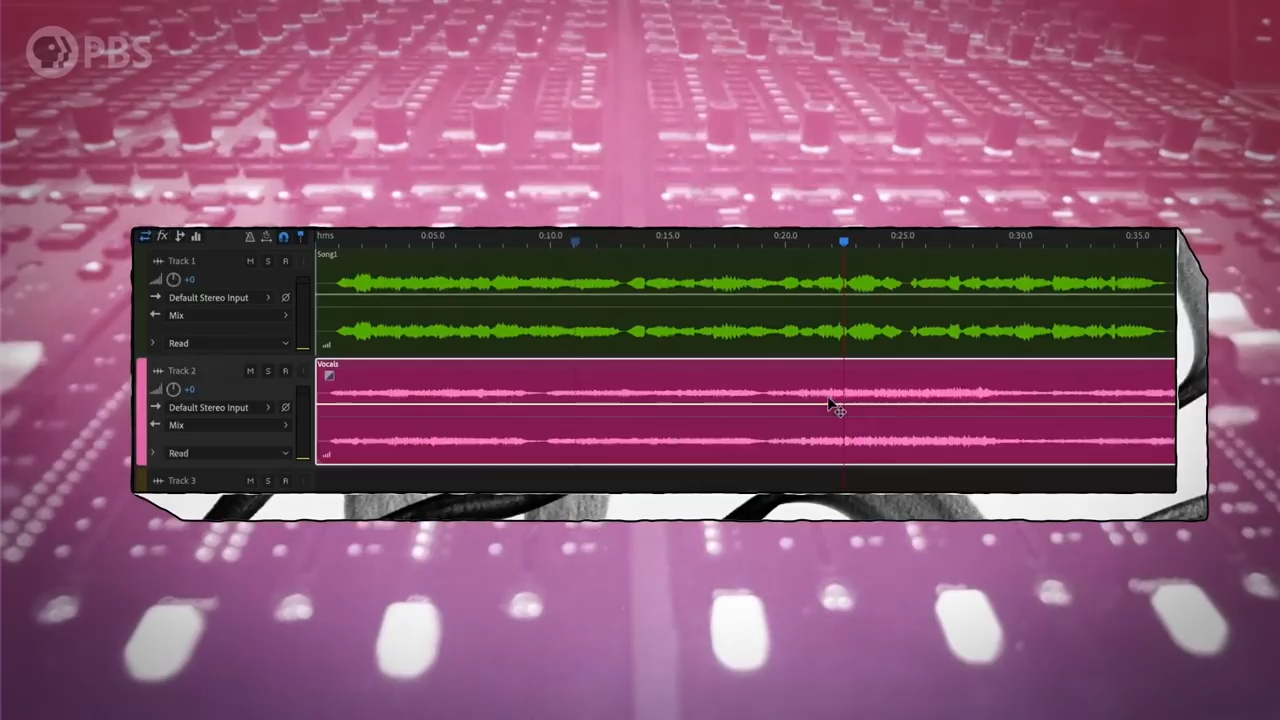 PBS
fx
hms 0:05.0 0:10.0 0:15.0 0:20.0 0:25.0 0:30.0 0:35.0
Track 1 M S R I
Song1
+0
Default Stereo Input
Mix
Read
Track 2 M S R I
Vocals
+0
Default Stereo Input
Mix
Read
Track 3 M S R I